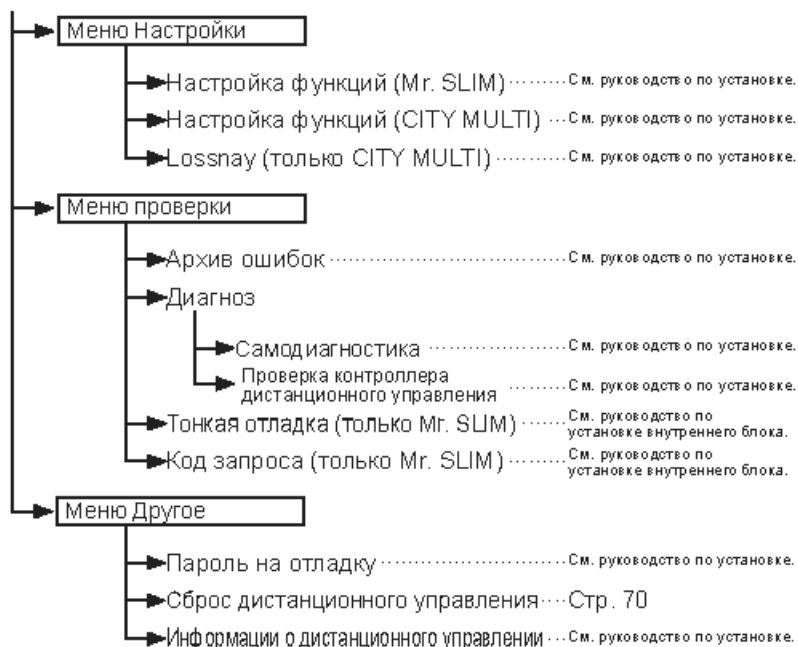 Меню Настройки
Настройка функций (Mr. SLIM) ········· См. руководство по установке.
Настройка функций (CITY MULTI) ··· См. руководство по установке.
Lossnay (только CITY MULTI) ·········· См. руководство по установке.
Меню проверки
Архив ошибок ································· См. руководство по установке.
Диагноз
Самодиагностика ····················· См. руководство по установке.
Проверка контроллера
дистанционного управления ········ См. руководство по установке.
Тонкая отладка (только Mr. SLIM) ······· См. руководство по
установке внутреннего блока.
Код запроса (только Mr. SLIM) ········ См. руководство по
установке внутреннего блока.
Меню Другое
Пароль на отладку ·························· См. руководство по установке.
Сброс дистанционного управления ···· Стр. 70
Информации о дистанционного управлении ··· См. руководство по установке.